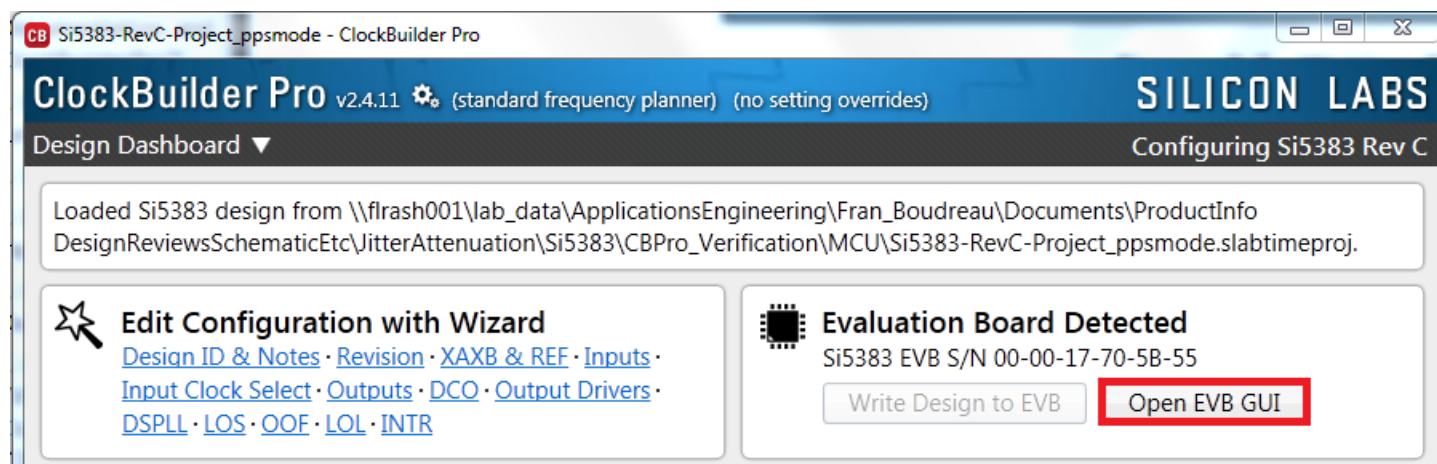 CB Si5383-RevC-Project_ppsmode - ClockBuilder Pro
ClockBuilder Pro v2.4.11 (standard frequency planner) (no setting overrides) SILICON LABS
Design Dashboard ▼ Configuring Si5383 Rev C
Loaded Si5383 design from \\flrash001\lab_data\ApplicationsEngineering\Fran_Boudreau\Documents\ProductInfo
DesignReviewsSchematicEtc\JitterAttenuation\Si5383\CBPro_Verification\MCU\Si5383-RevC-Project_ppsmode.slabtimeproj.
Edit Configuration with Wizard
Design ID & Notes · Revision · XAXB & REF · Inputs ·
Input Clock Select · Outputs · DCO · Output Drivers ·
DSPLL · LOS · OOF · LOL · INTR
Evaluation Board Detected
Si5383 EVB S/N 00-00-17-70-5B-55
Write Design to EVB Open EVB GUI